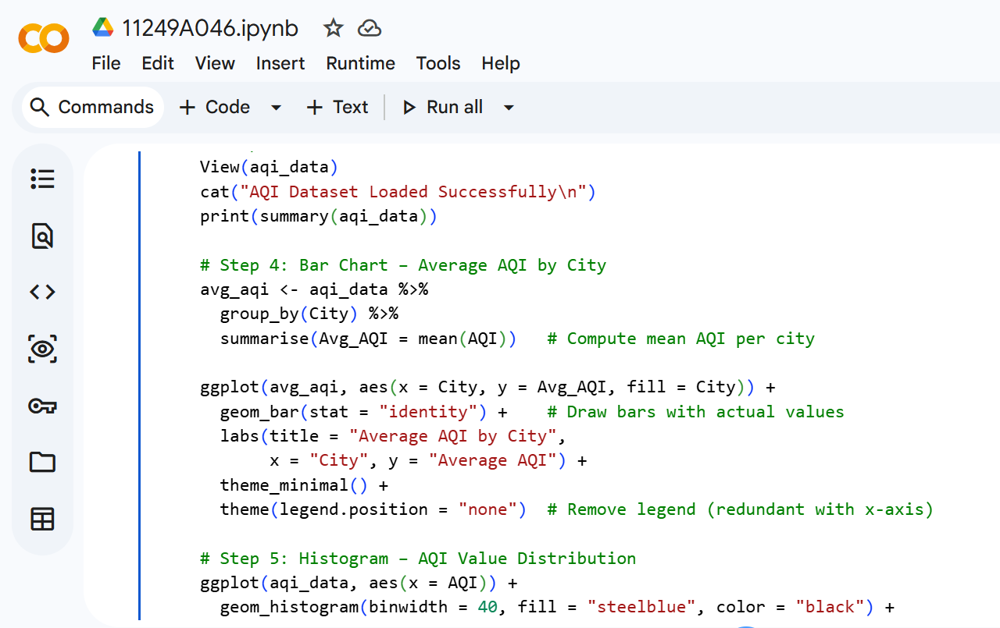 11249A046.ipynb
File Edit View Insert Runtime Tools Help
Commands + Code + Text Run all
View(aqi_data)
cat("AQI Dataset Loaded Successfully\n")
print(summary(aqi_data))
# Step 4: Bar Chart – Average AQI by City
avg_aqi <- aqi_data %>%
  group_by(City) %>%
  summarise(Avg_AQI = mean(AQI))   # Compute mean AQI per city
ggplot(avg_aqi, aes(x = City, y = Avg_AQI, fill = City)) +
  geom_bar(stat = "identity") +    # Draw bars with actual values
  labs(title = "Average AQI by City",
       x = "City", y = "Average AQI") +
  theme_minimal() +
  theme(legend.position = "none")  # Remove legend (redundant with x-axis)
# Step 5: Histogram – AQI Value Distribution
ggplot(aqi_data, aes(x = AQI)) +
  geom_histogram(binwidth = 40, fill = "steelblue", color = "black") +